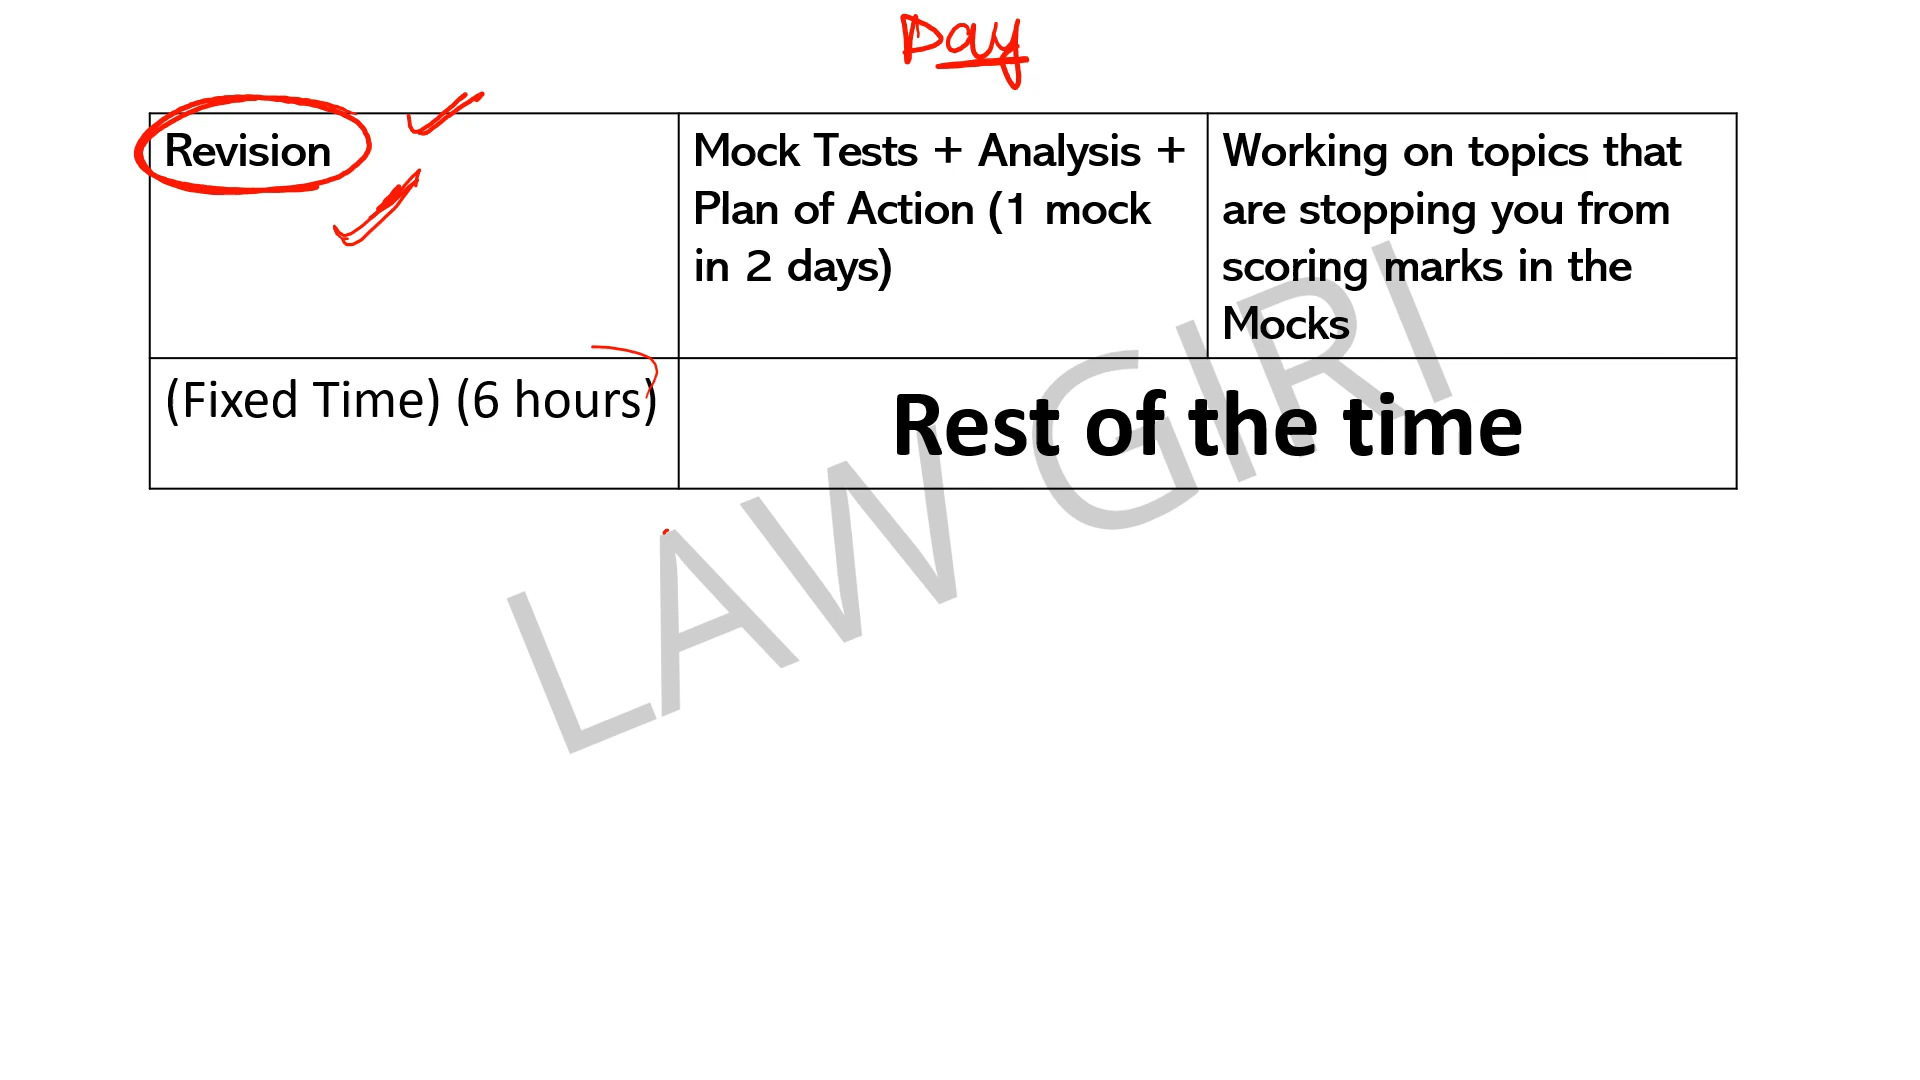 Day
Revision
Mock Tests + Analysis +
Plan of Action (1 mock
in 2 days)
Working on topics that
are stopping you from
scoring marks in the
Mocks
(Fixed Time) (6 hours)
Rest of the time
LAW GIRI